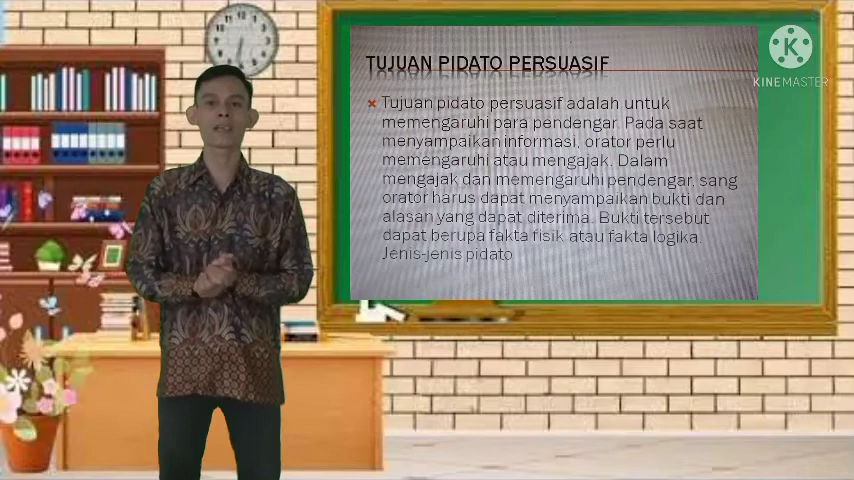 TUJUAN PIDATO PERSUASIF
Tujuan pidato persuasif adalah untuk
memengaruhi para pendengar. Pada saat
menyampaikan informasi, orator perlu
memengaruhi atau mengajak. Dalam
mengajak dan memengaruhi pendengar, sang
orator harus dapat menyampaikan bukti dan
alasan yang dapat diterima. Bukti tersebut
dapat berupa fakta fisik atau fakta logika.
Jenis-jenis pidato
KINEMASTER